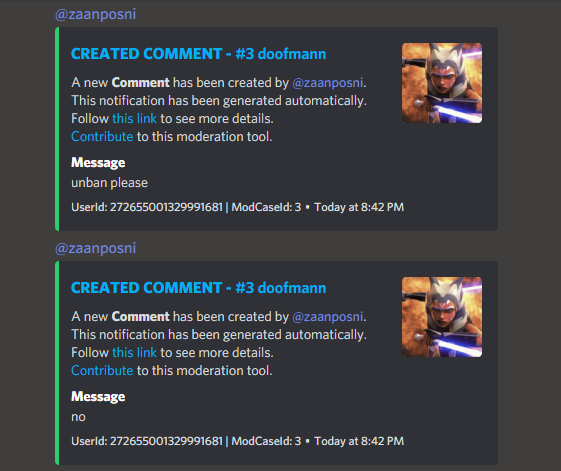 @zaanposni
CREATED COMMENT - #3 doofmann
A new Comment has been created by @zaanposni.
This notification has been generated automatically.
Follow this link to see more details.
Contribute to this moderation tool.
Message
unban please
UserId: 272655001329991681 | ModCaseId: 3 • Today at 8:42 PM
@zaanposni
CREATED COMMENT - #3 doofmann
A new Comment has been created by @zaanposni.
This notification has been generated automatically.
Follow this link to see more details.
Contribute to this moderation tool.
Message
no
UserId: 272655001329991681 | ModCaseId: 3 • Today at 8:42 PM